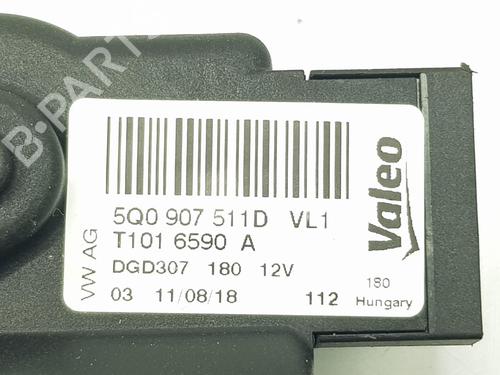 B-PARTS
5Q0 907 511D VL1
T101 6590 A
DGD307 180 12V
03 11/08/18 112
VW AG
Valeo
180
Hungary